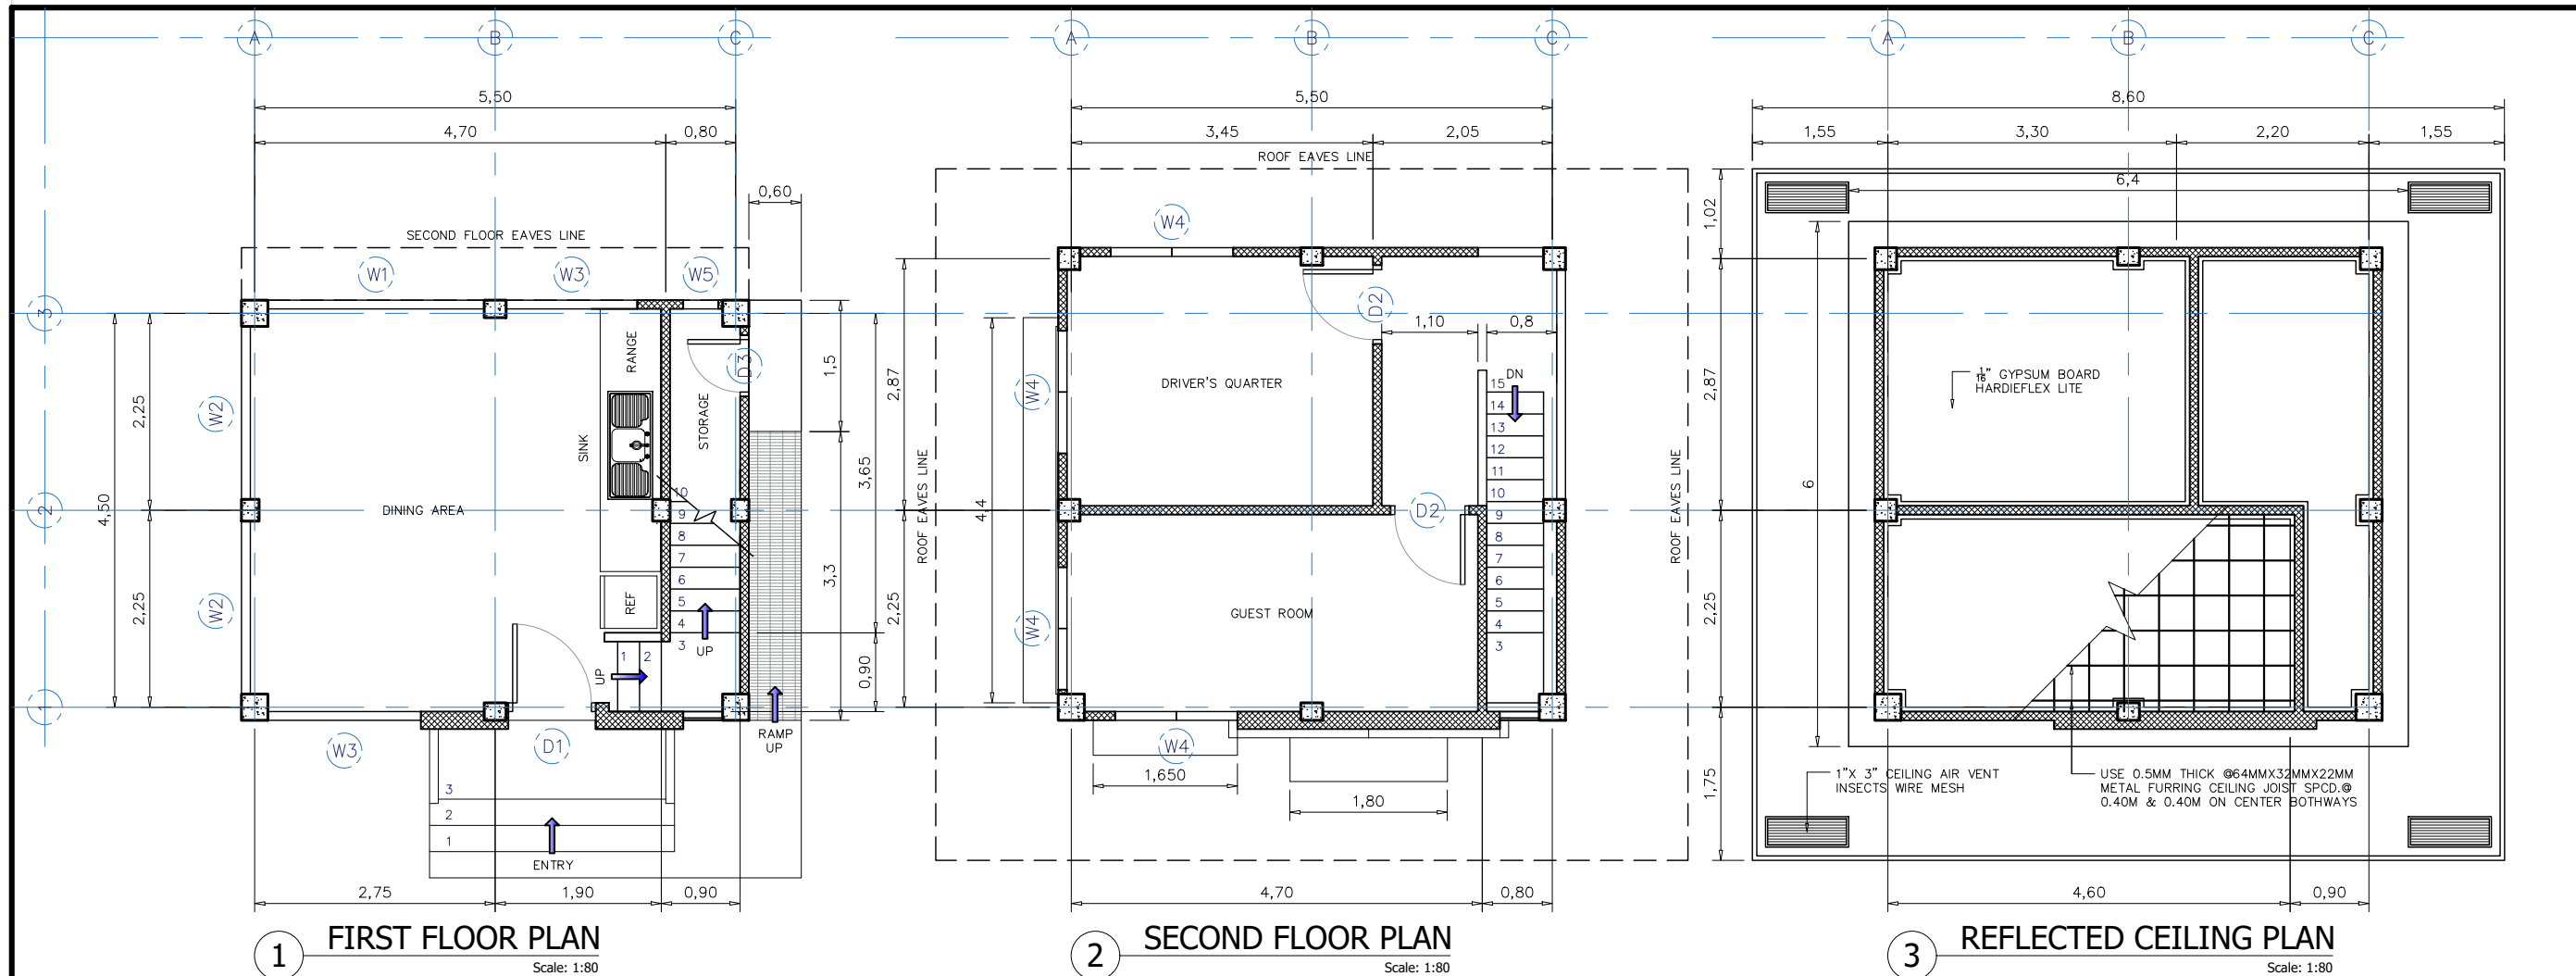 A
B
C
5,50
4,70
0,80
0,60
SECOND FLOOR EAVES LINE
W1
W3
W5
3
2
1
4,50
2,25
2,25
W2
W2
RANGE
SINK
STORAGE
D3
DINING AREA
REF
10
9
8
7
6
5
4
3
UP
1
2
UP
1,5
3,3
3,65
0,90
RAMP
UP
W3
D1
3
2
1
ENTRY
2,75
1,90
0,90
1
FIRST FLOOR PLAN
Scale: 1:80
A
B
C
5,50
3,45
2,05
ROOF EAVES LINE
W4
D2
1,10
0,8
2,87
2,25
4,4
ROOF EAVES LINE
ROOF EAVES LINE
W4
W4
DRIVER'S QUARTER
DN
15
14
13
12
11
10
9
8
7
6
5
4
3
D2
GUEST ROOM
W4
1,650
1,80
4,70
0,80
2
SECOND FLOOR PLAN
Scale: 1:80
A
B
C
8,60
1,55
3,30
2,20
1,55
6,4
1,02
2,87
2,25
1,75
6
1/16" GYPSUM BOARD
HARDIEFLEX LITE
1"X 3" CEILING AIR VENT
INSECTS WIRE MESH
USE 0.5MM THICK @64MMX32MMX22MM
METAL FURRING CEILING JOIST SPCD.@
0.40M & 0.40M ON CENTER BOTHWAYS
4,60
0,90
3
REFLECTED CEILING PLAN
Scale: 1:80